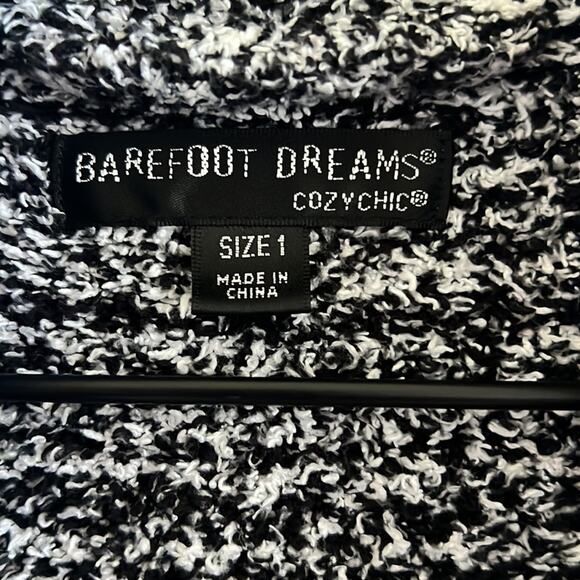 BAREFOOT DREAMS®
COZYCHIC®
SIZE 1
MADE IN
CHINA